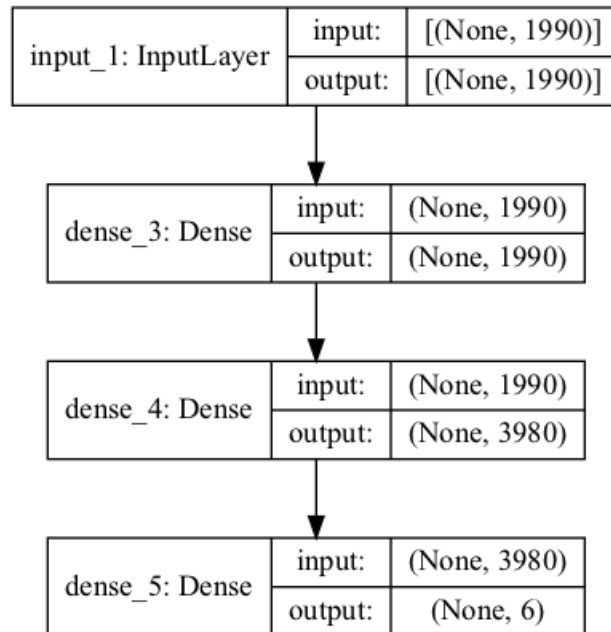 input_1: InputLayer
input: [(None, 1990)]
output: [(None, 1990)]
dense_3: Dense
input: (None, 1990)
output: (None, 1990)
dense_4: Dense
input: (None, 1990)
output: (None, 3980)
dense_5: Dense
input: (None, 3980)
output: (None, 6)